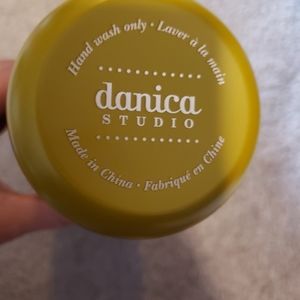 Hand wash only • Laver à la main
danica
STUDIO
Made in China • Fabriqué en Chine